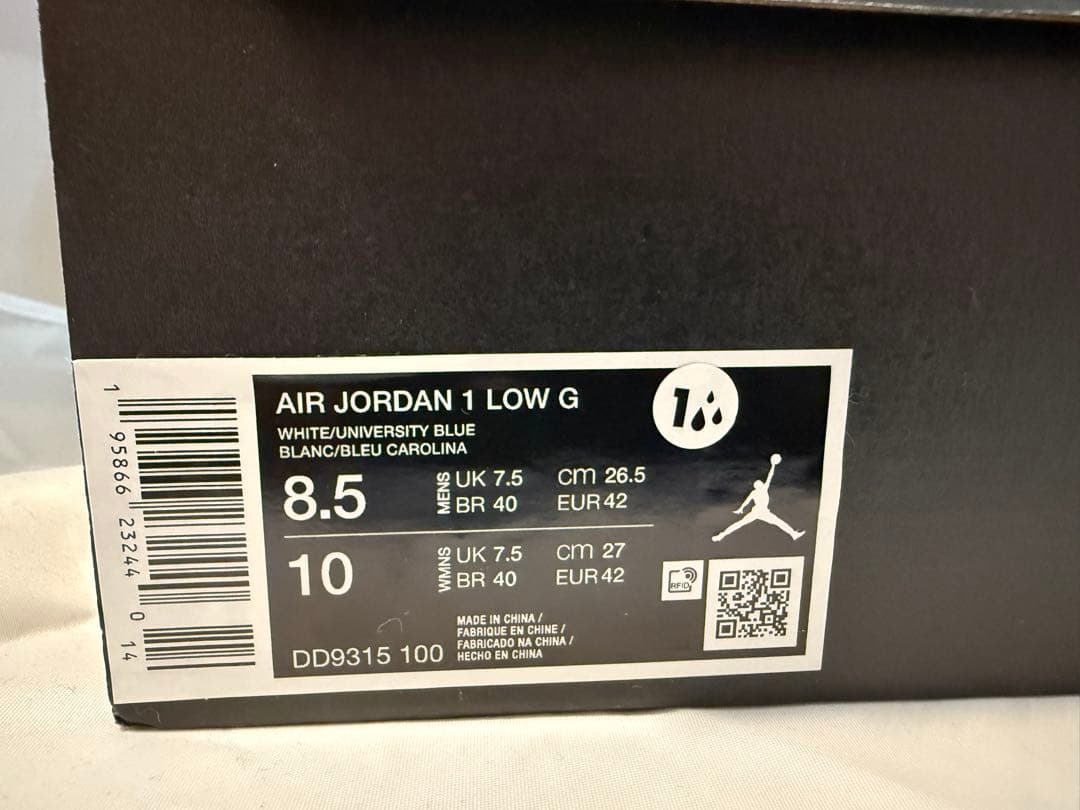 1 95866 23244 0 14
AIR JORDAN 1 LOW G
1
WHITE/UNIVERSITY BLUE
BLANC/BLEU CAROLINA
8.5 MENS UK 7.5 cm 26.5
BR 40 EUR 42
10 WMNS UK 7.5 cm 27
BR 40 EUR 42
RFID
MADE IN CHINA /
FABRIQUE EN CHINE /
FABRICADO NA CHINA /
HECHO EN CHINA
DD9315 100